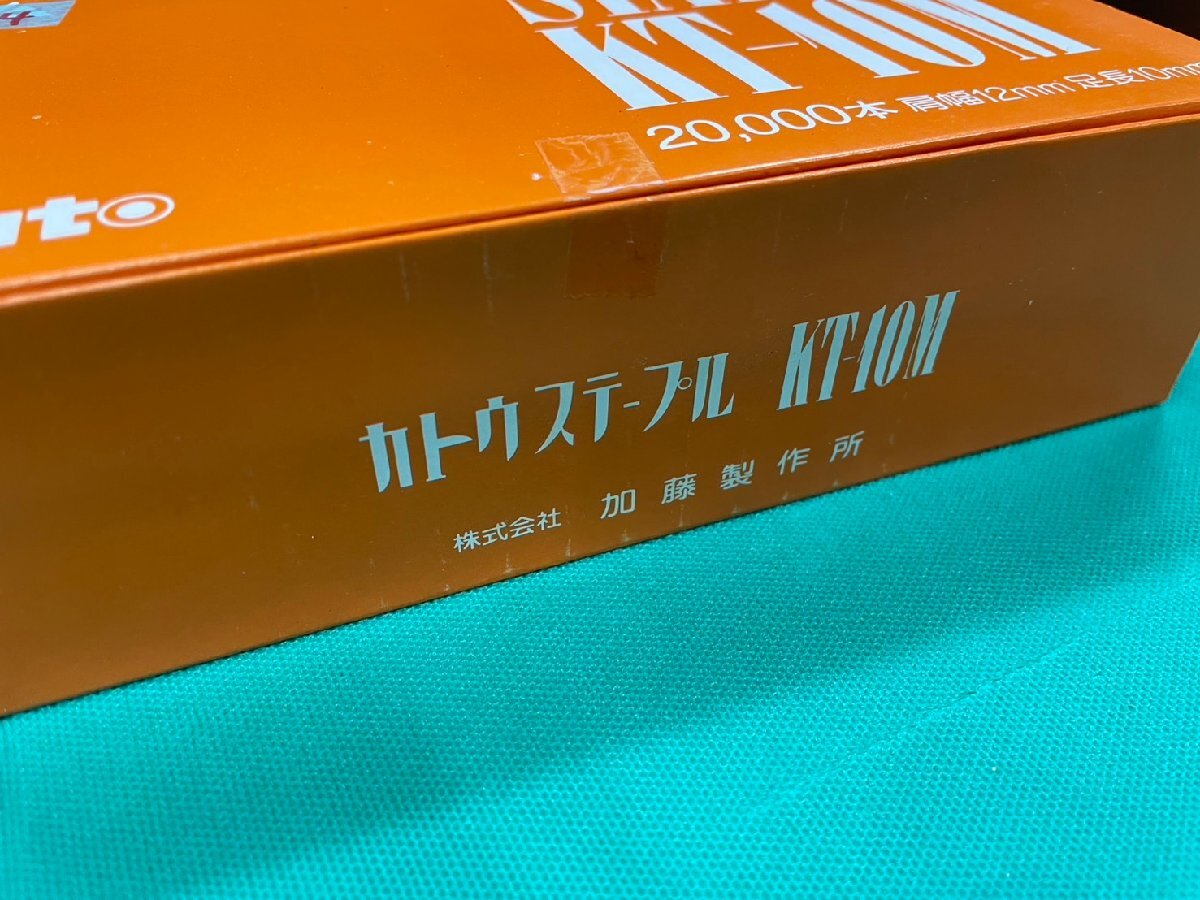 KT-10M
20,000本 肩幅12mm 足長10mm
カトウステープル KT-10M
株式会社 加藤製作所